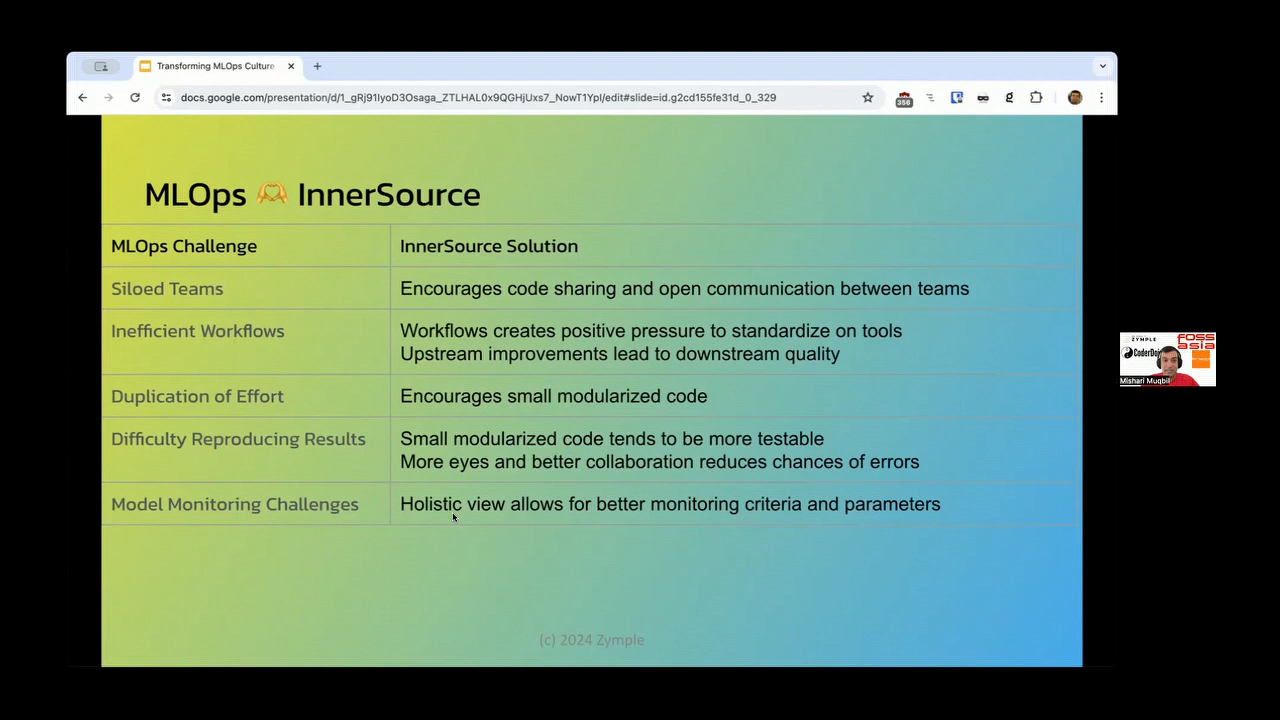 Transforming MLOps Culture
docs.google.com/presentation/d/1_gRj91IyoD3Osaga_ZTLHAL0x9QGHjUxs7_NowT1YpI/edit#slide=id.g2cd155fe31d_0_329
356
MLOps 🫶 InnerSource
MLOps Challenge
InnerSource Solution
Siloed Teams
Encourages code sharing and open communication between teams
Inefficient Workflows
Workflows creates positive pressure to standardize on tools
Upstream improvements lead to downstream quality
Duplication of Effort
Encourages small modularized code
Difficulty Reproducing Results
Small modularized code tends to be more testable
More eyes and better collaboration reduces chances of errors
Model Monitoring Challenges
Holistic view allows for better monitoring criteria and parameters
(c) 2024 Zymple
ZYMPLE
FOSS
ASIA
CoderDo
Mishari Muqbil